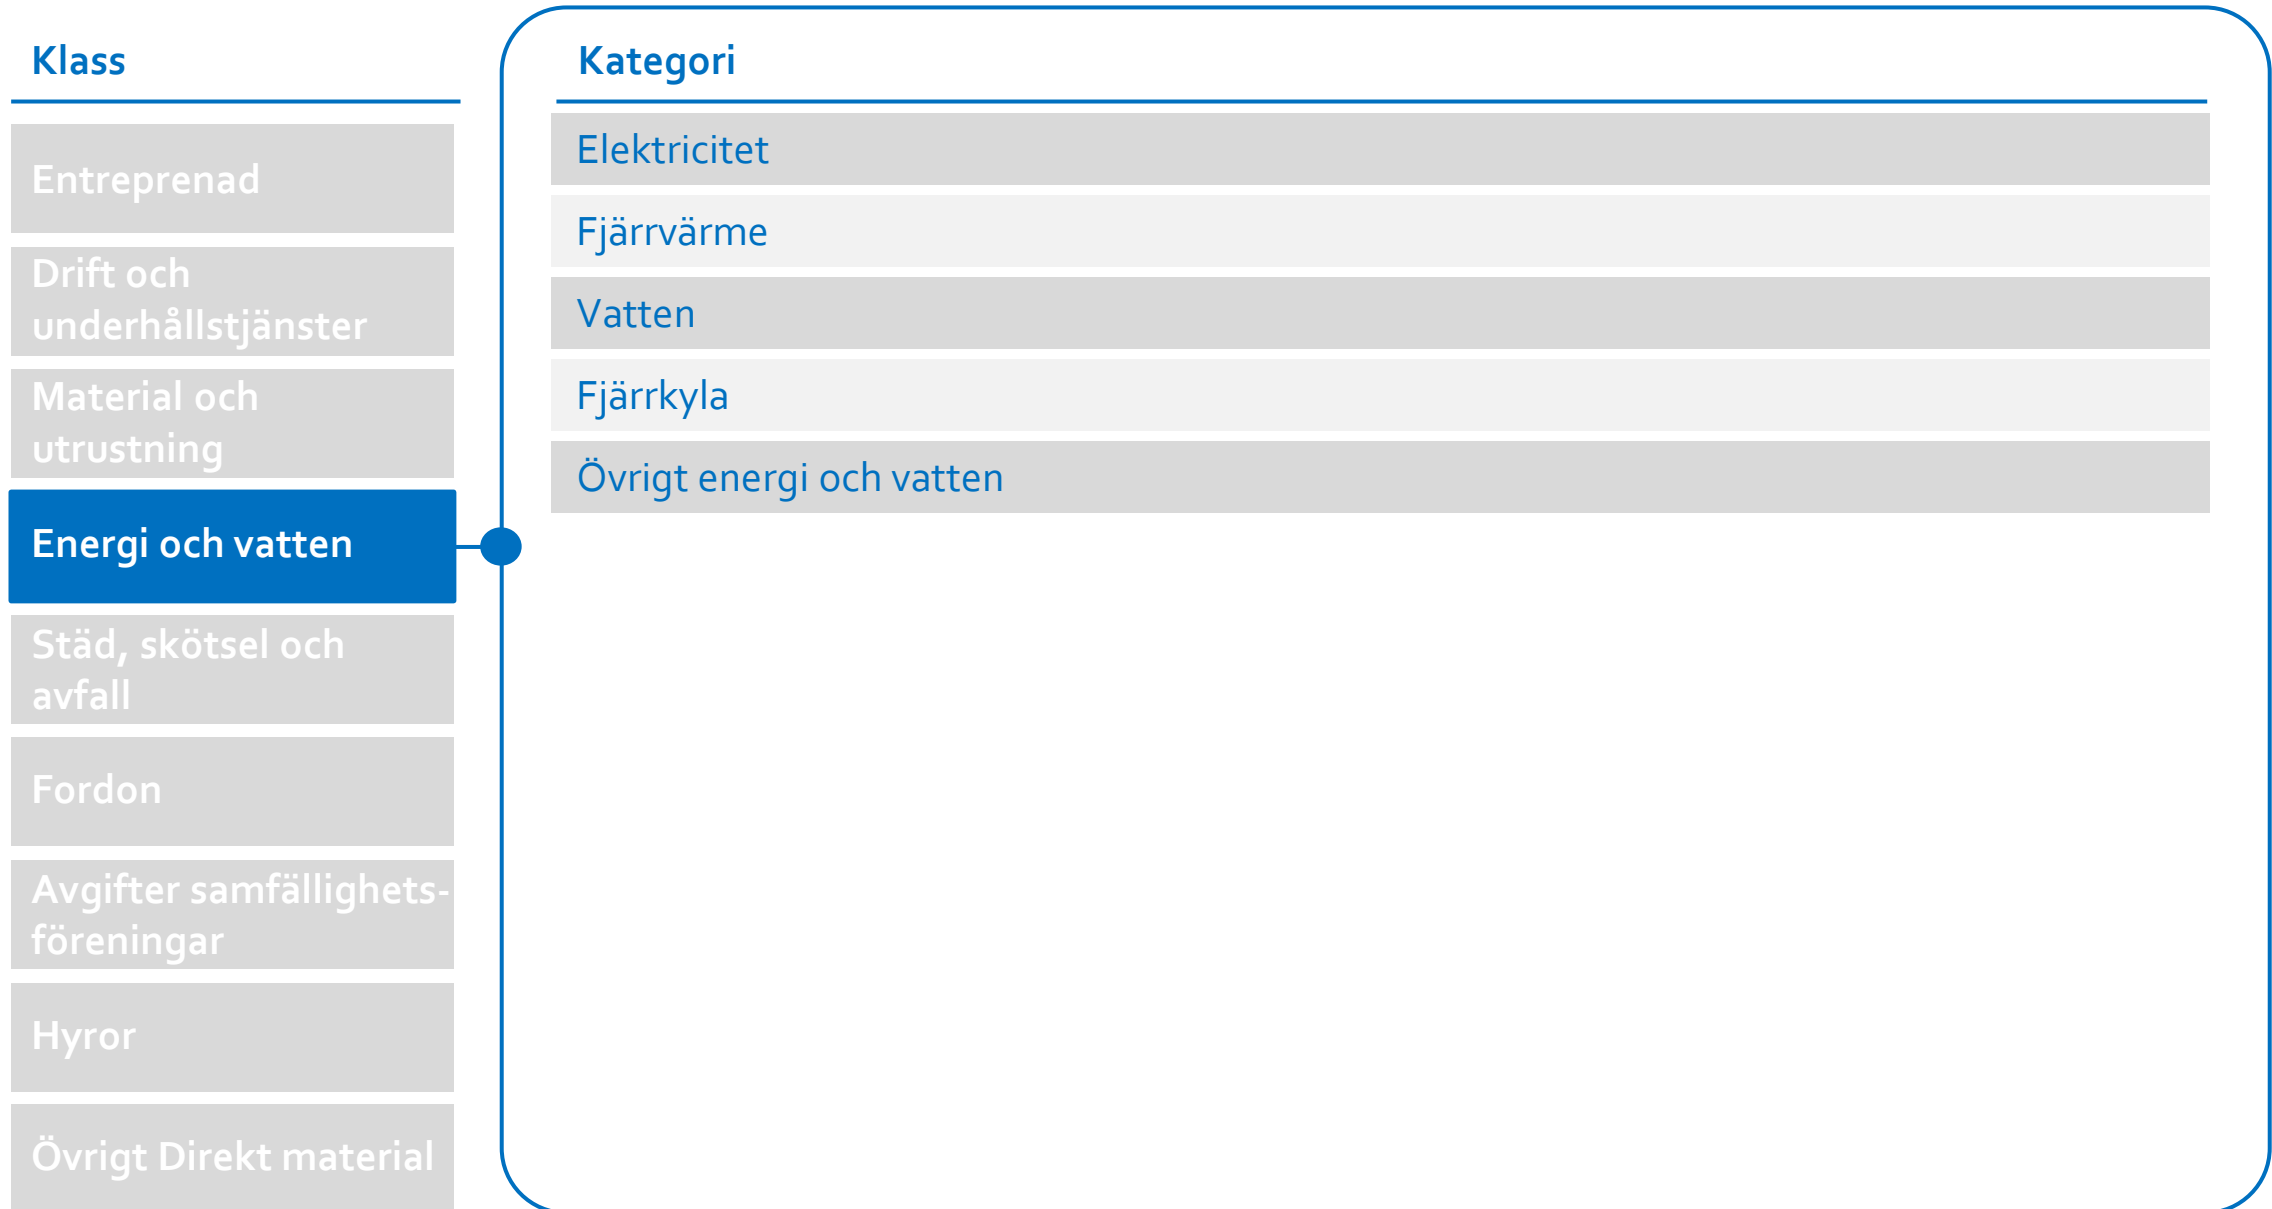 Klass
Entreprenad
Drift och
underhållstjänster
Material och
utrustning
Energi och vatten
Städ, skötsel och
avfall
Fordon
Avgifter samfällighets-
föreningar
Hyror
Övrigt Direkt material
Kategori
Elektricitet
Fjärrvärme
Vatten
Fjärrkyla
Övrigt energi och vatten